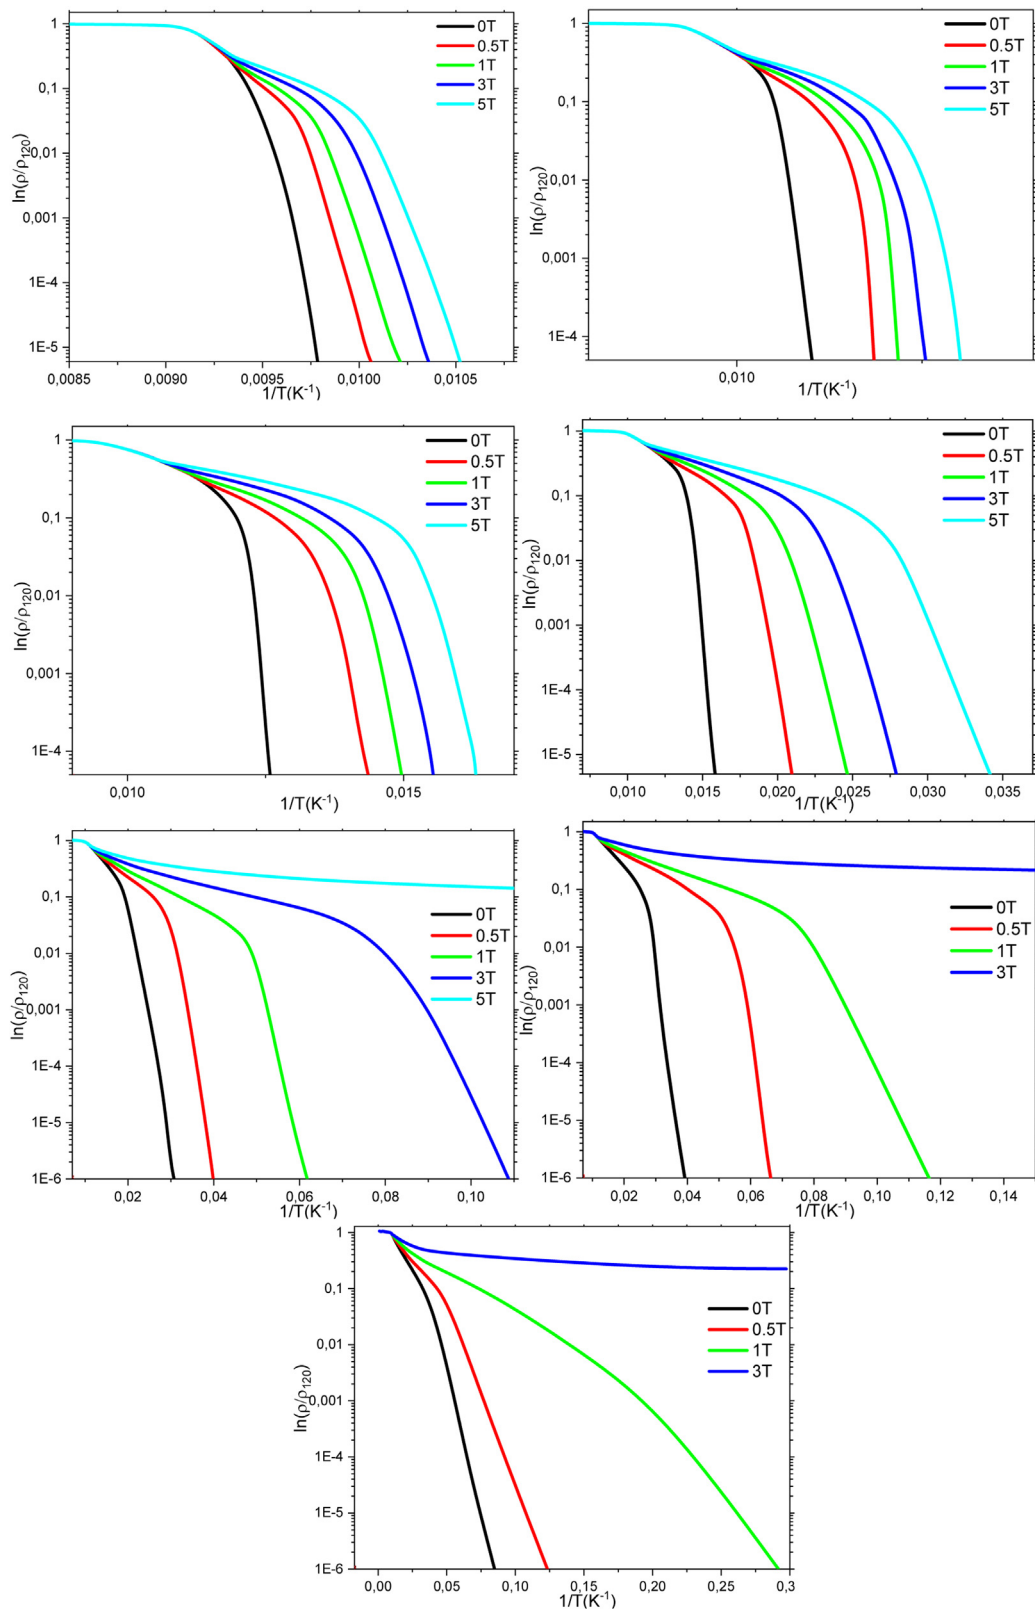 1
0,1
0,01
0,001
1E-4
1E-5
ln(ρ/ρ120)
0T
0.5T
1T
3T
5T
0,0085 0,0090 0,0095 0,0100 0,0105
1/T(K-1)
1
0,1
0,01
0,001
1E-4
ln(ρ/ρ120)
0T
0.5T
1T
3T
5T
0,010
1/T(K-1)
1
0,1
0,01
0,001
1E-4
ln(ρ/ρ120)
0T
0.5T
1T
3T
5T
0,010 0,015
1/T(K-1)
1
0,1
0,01
0,001
1E-4
1E-5
ln(ρ/ρ120)
0T
0.5T
1T
3T
5T
0,010 0,015 0,020 0,025 0,030 0,035
1/T(K-1)
1
0,1
0,01
0,001
1E-4
1E-5
1E-6
ln(ρ/ρ120)
0T
0.5T
1T
3T
5T
0,02 0,04 0,06 0,08 0,10
1/T(K-1)
1
0,1
0,01
0,001
1E-4
1E-5
1E-6
ln(ρ/ρ120)
0T
0.5T
1T
3T
0,02 0,04 0,06 0,08 0,10 0,12 0,14
1/T(K-1)
1
0,1
0,01
0,001
1E-4
1E-5
1E-6
ln(ρ/ρ120)
0T
0.5T
1T
3T
0,00 0,05 0,10 0,15 0,20 0,25 0,3
1/T(K-1)